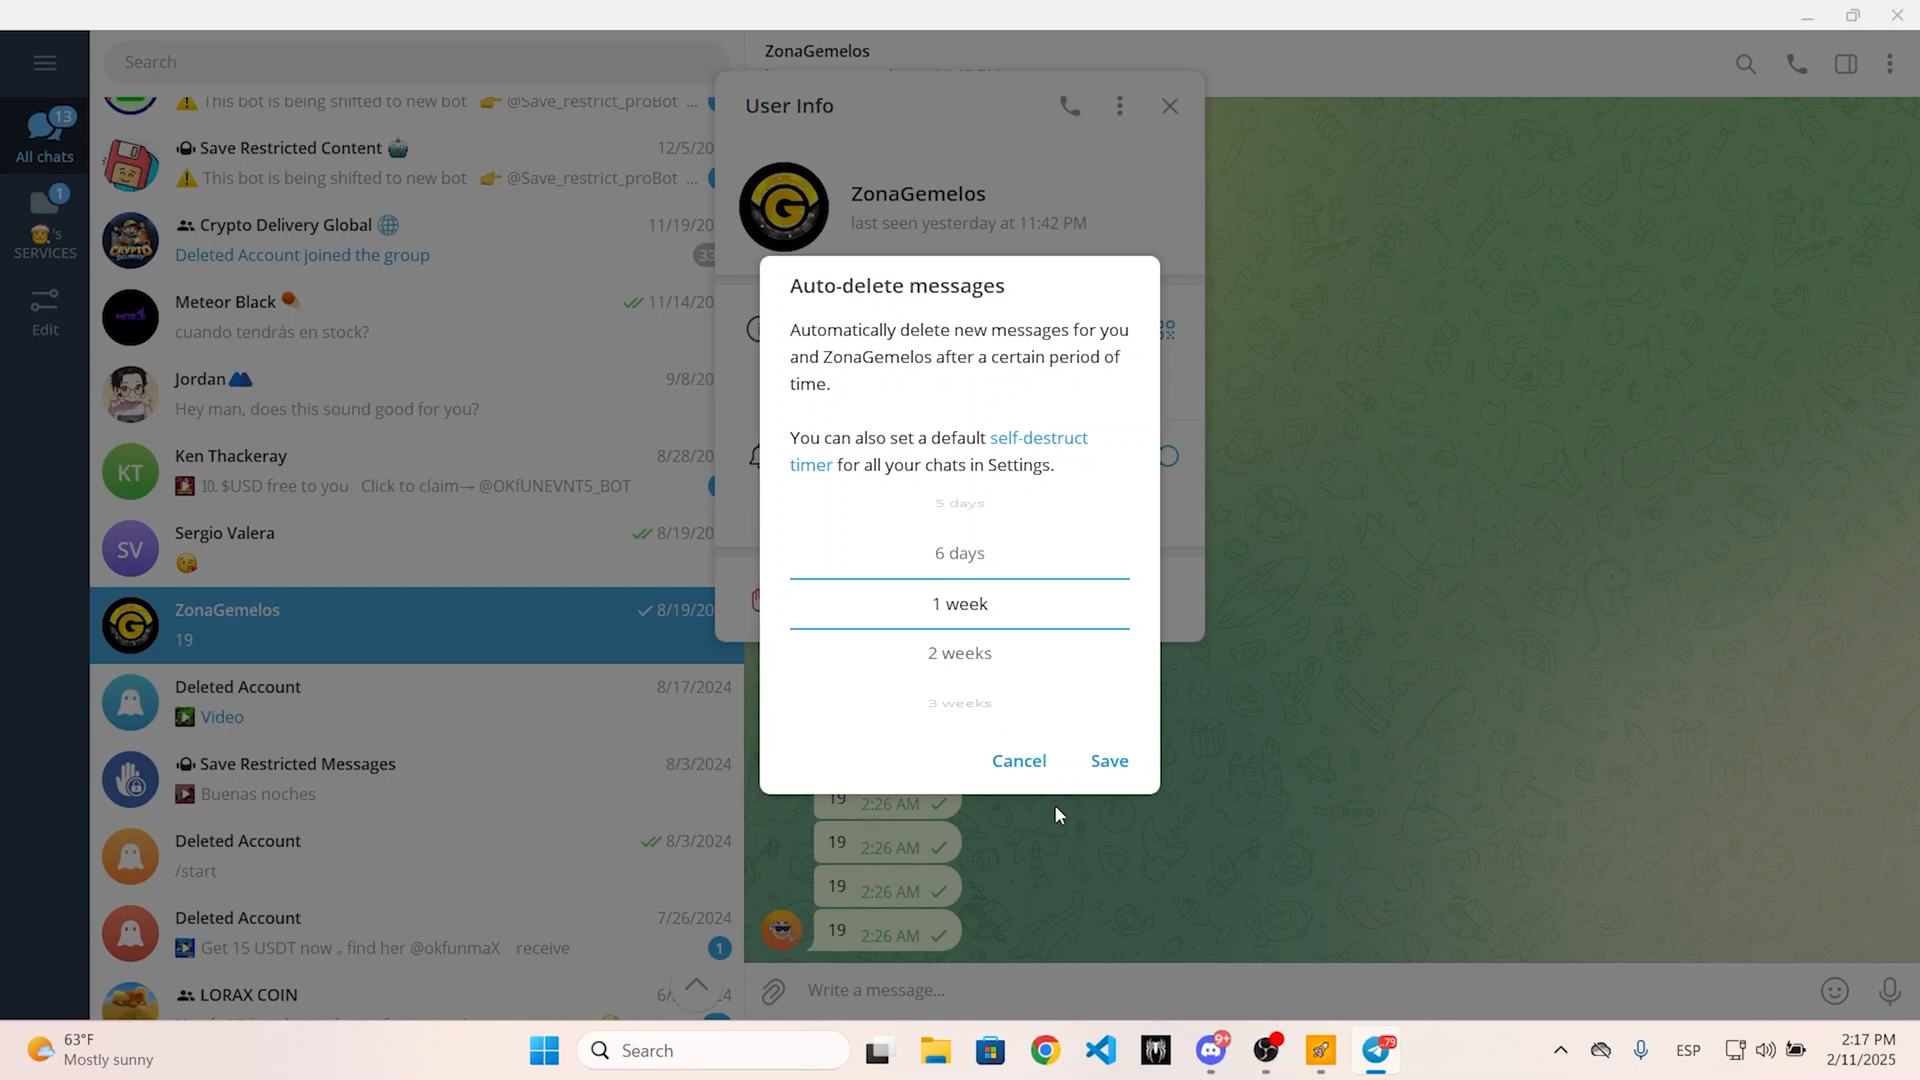 Search
ZonaGemelos
This bot is being shifted to new bot 👉 @Save_restrict_proBot ...
13
All chats
Save Restricted Content 🤖
12/5/20
This bot is being shifted to new bot 👉 @Save_restrict_proBot ...
1
's
SERVICES
Crypto Delivery Global 🌐
11/19/20
Deleted Account joined the group
33
Edit
Meteor Black
11/14/20
cuando tendrás en stock?
Jordan
9/8/20
Hey man, does this sound good for you?
KT
Ken Thackeray
8/28/20
10. $USD free to you Click to claim→ @OKfUNEVNT5_BOT
SV
Sergio Valera
8/19/20
ZonaGemelos
8/19/20
19
Deleted Account
8/17/2024
Video
Save Restricted Messages
8/3/2024
Buenas noches
Deleted Account
8/3/2024
/start
Deleted Account
7/26/2024
Get 15 USDT now 。find her @okfunmaX receive
1
LORAX COIN
User Info
ZonaGemelos
last seen yesterday at 11:42 PM
Auto-delete messages
Automatically delete new messages for you
and ZonaGemelos after a certain period of
time.
You can also set a default self-destruct
timer for all your chats in Settings.
5 days
6 days
1 week
2 weeks
3 weeks
Cancel
Save
19 2:26 AM
19 2:26 AM
19 2:26 AM
19 2:26 AM
Write a message...
63°F
Mostly sunny
Search
9+
79
ESP
2:17 PM
2/11/2025